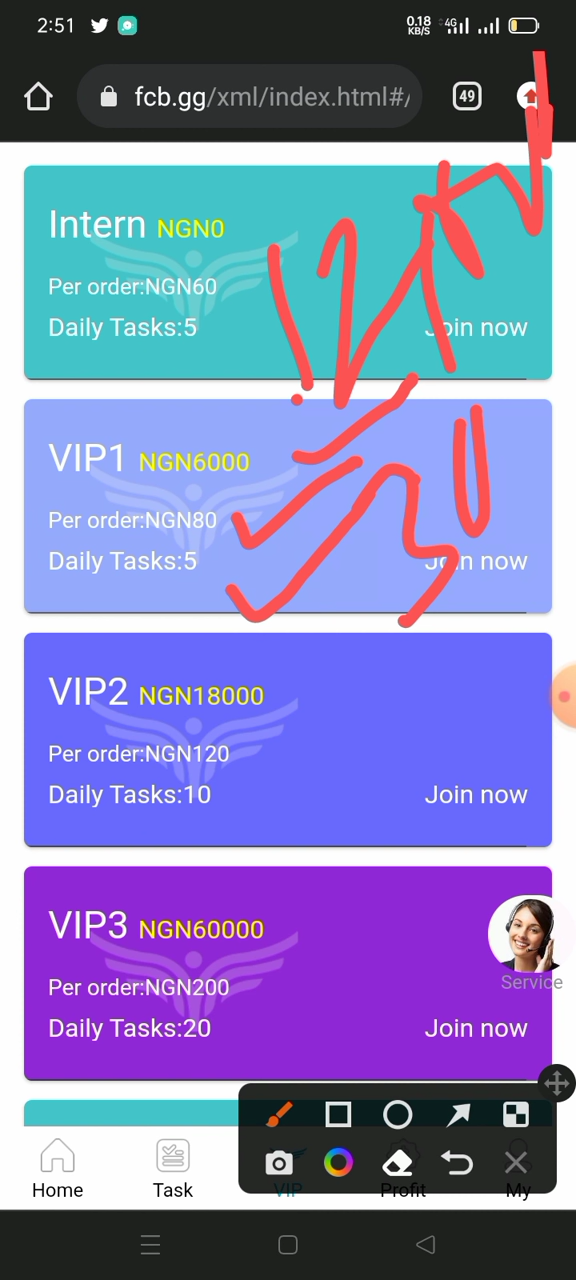 2:51
0.18 KB/S 4G
fcb.gg/xml/index.html#/
49
Intern NGN0
Per order:NGN60
Daily Tasks:5
Join now
VIP1 NGN6000
Per order:NGN80
Daily Tasks:5
Join now
30
VIP2 NGN18000
Per order:NGN120
Daily Tasks:10
Join now
VIP3 NGN60000
Per order:NGN200
Daily Tasks:20
Join now
Service
Home
Task
VIP
Profit
My